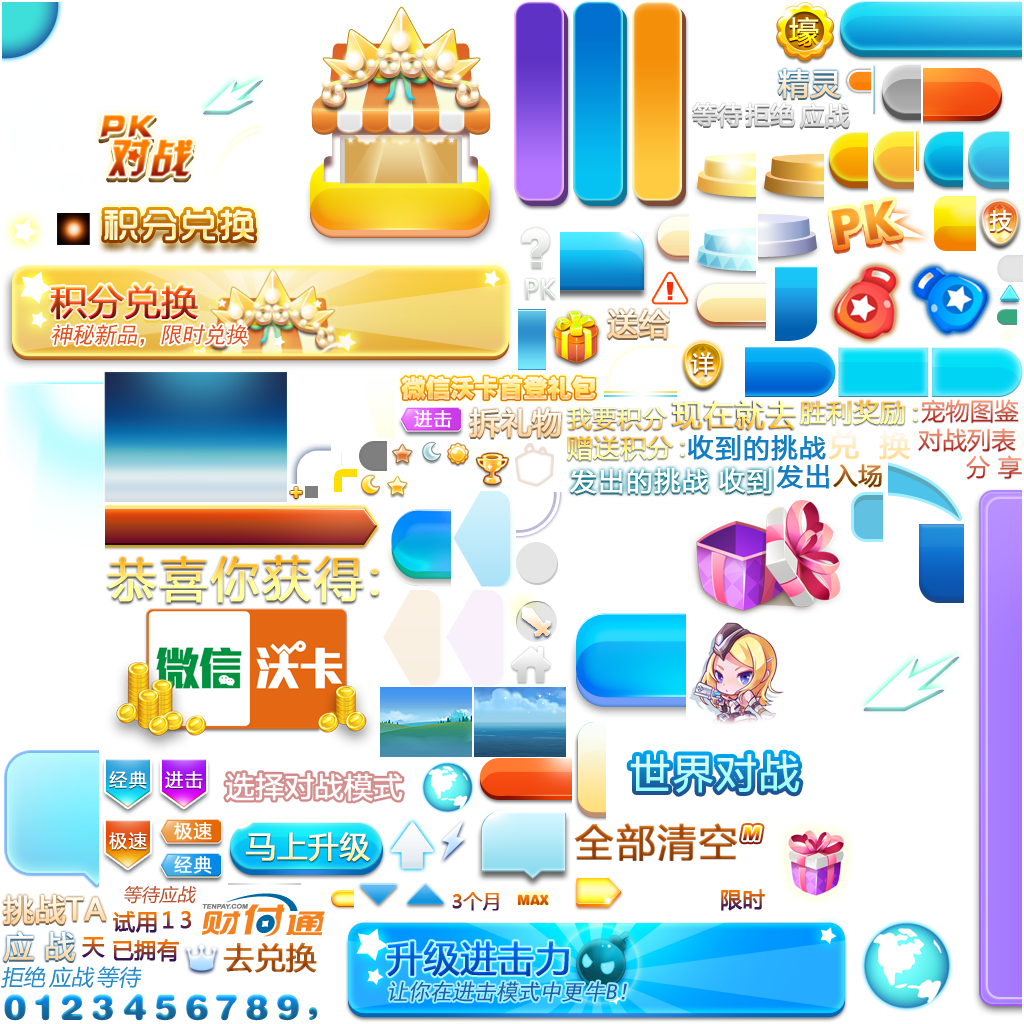 壕
精灵
等待 拒绝 应战
PK
对战
积分兑换
PK
技
?
PK
积分兑换
神秘新品，限时兑换
!
送给
详
微信沃卡首登礼包
进击
拆礼物
我要积分
现在就去
胜利奖励：
宠物图鉴
赠送积分：
收到的挑战
兑 换
对战列表
发出的挑战
收到
发出
入场
分 享
恭喜你获得：
微信
沃卡
世界对战
经典
进击
选择对战模式
极速
极速
经典
马上升级
全部清空
M
挑战TA
等待应战
试用 1 3
TENPAY.COM
财付通
3个月
MAX
限时
应 战
天
已拥有
去兑换
拒绝 应战 等待
升级进击力
让你在进击模式中更牛B!
0123456789,